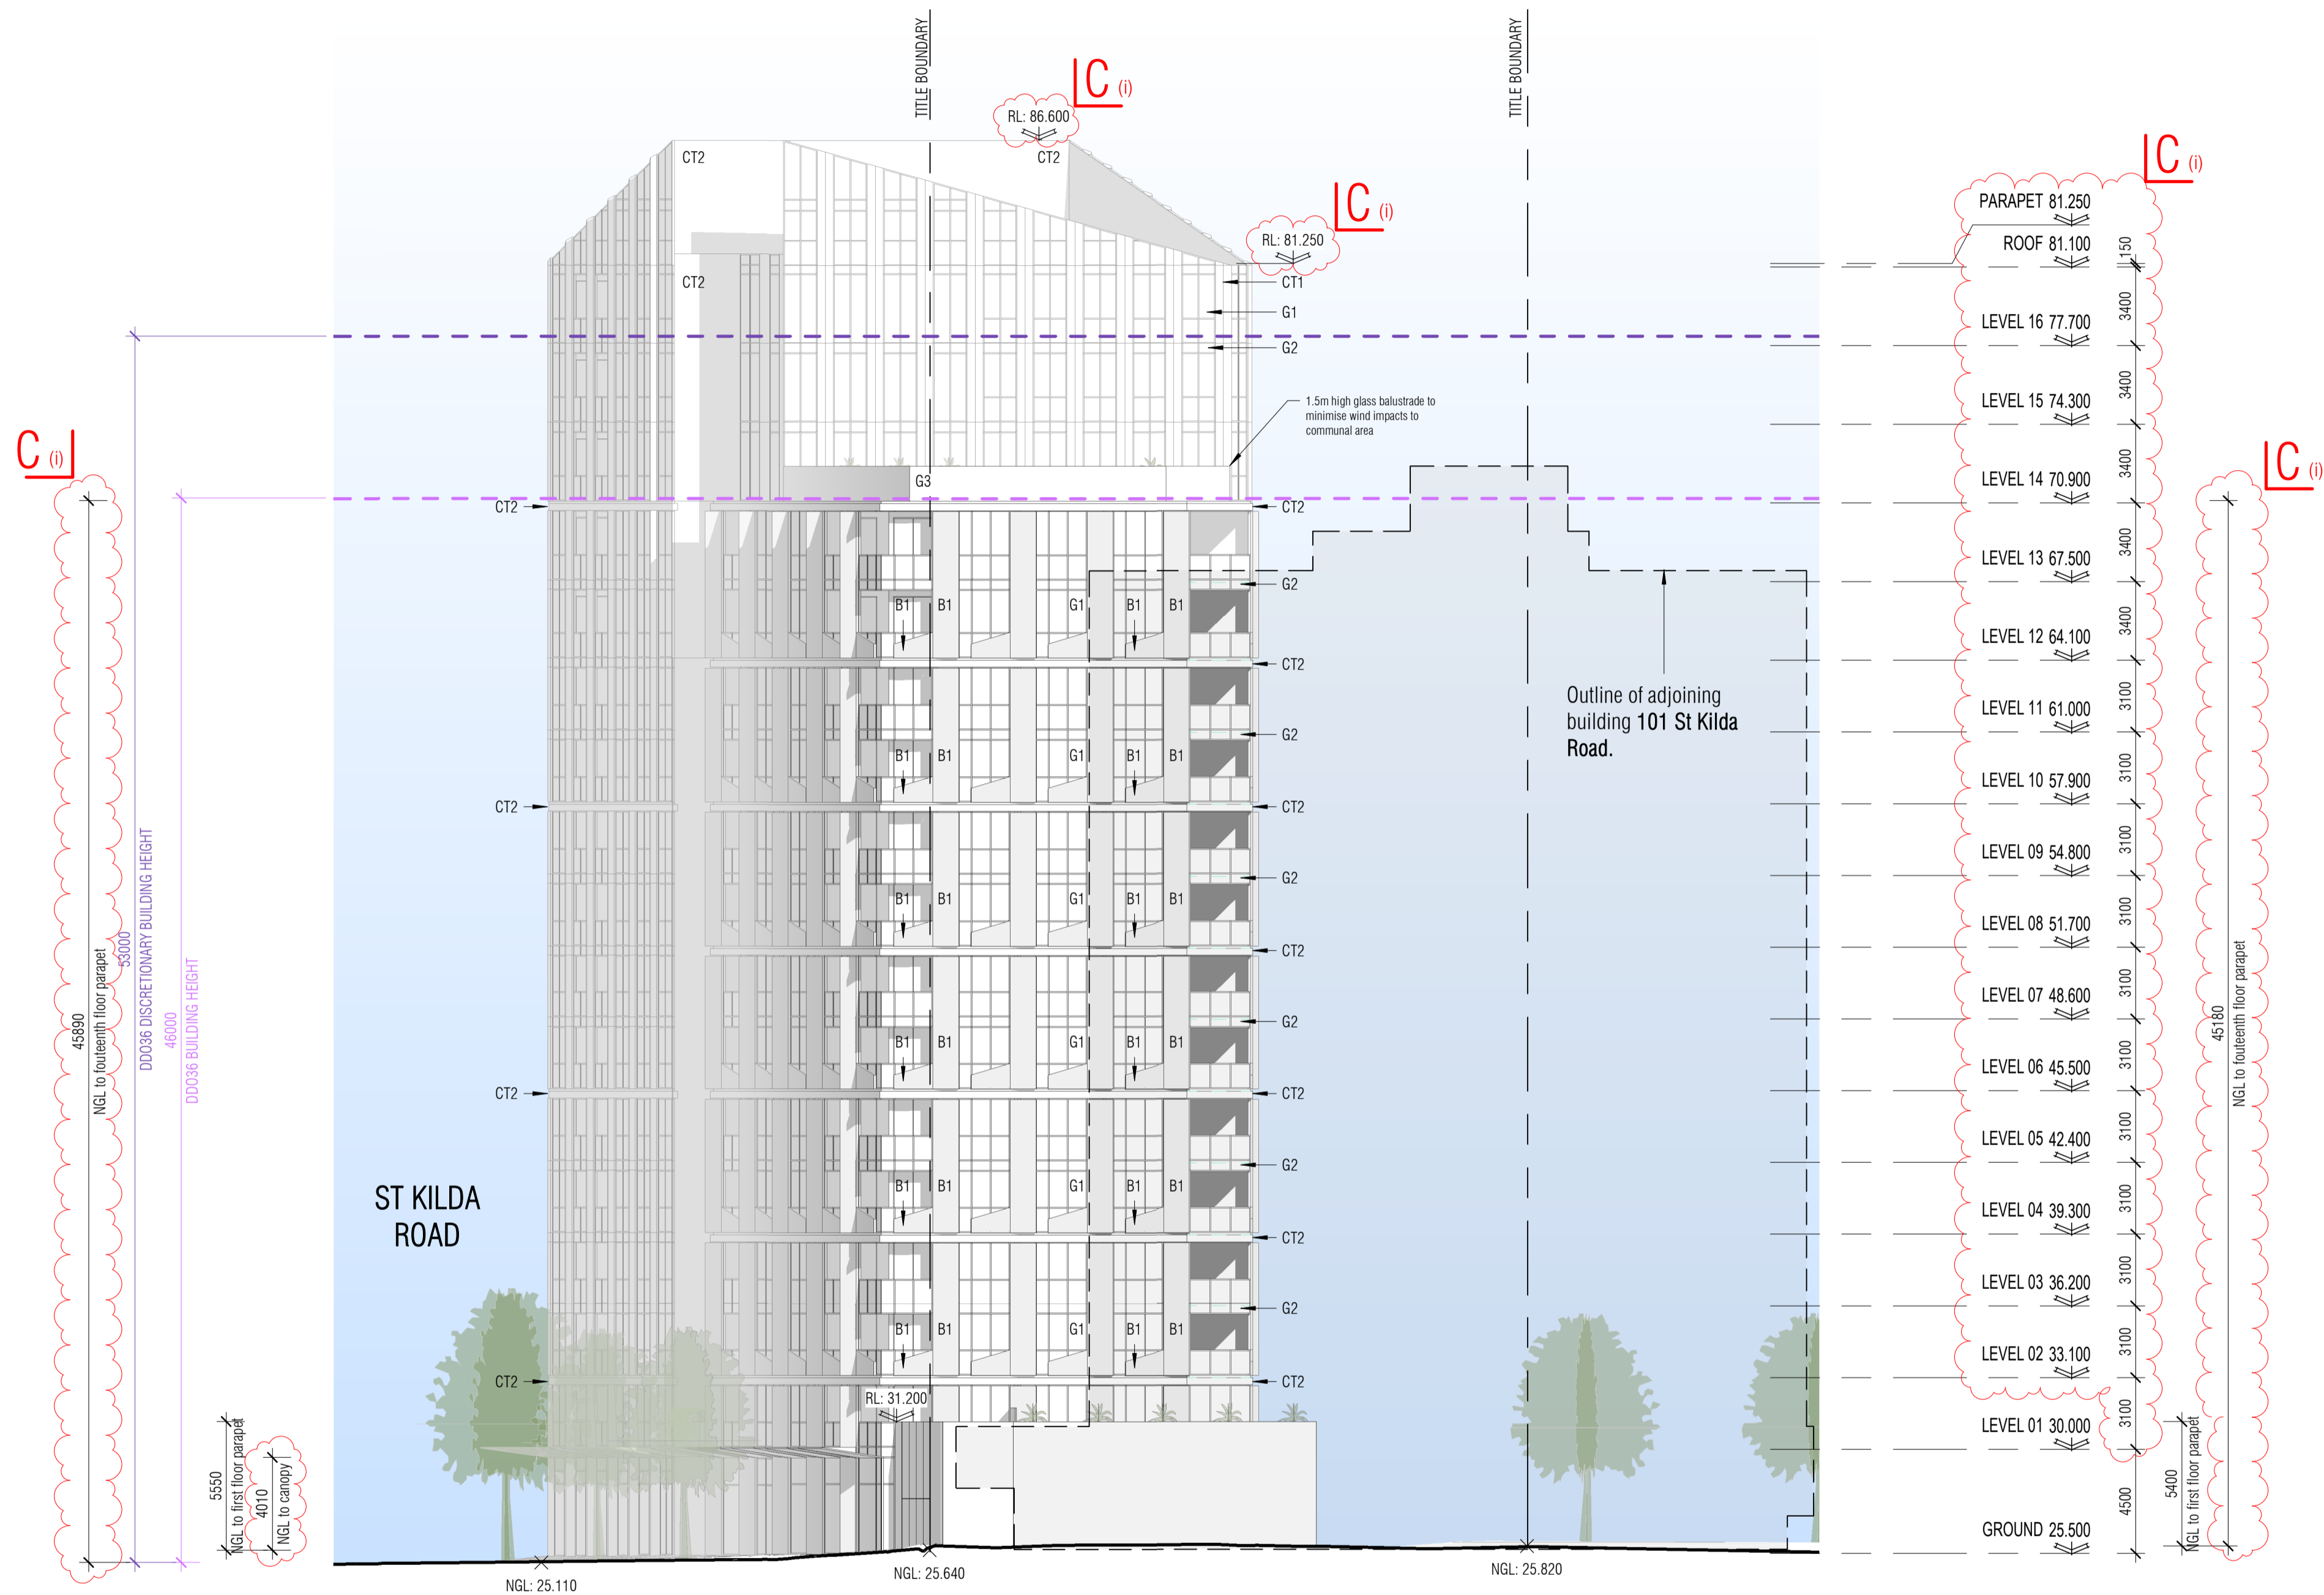 TITLE BOUNDARY
TITLE BOUNDARY
C (i)
RL: 86.600
CT2
CT2
C (i)
RL: 81.250
CT2
CT1
G1
G2
1.5m high glass balustrade to
minimise wind impacts to
communal area
G3
CT2
CT2
G2
B1
B1
G1
B1
B1
CT2
G2
B1
B1
G1
B1
B1
CT2
CT2
G2
B1
B1
G1
B1
B1
CT2
G2
B1
B1
G1
B1
B1
CT2
CT2
G2
B1
B1
G1
B1
B1
CT2
G2
B1
B1
G1
B1
B1
CT2
CT2
RL: 31.200
Outline of adjoining
building 101 St Kilda
Road.
ST KILDA
ROAD
NGL: 25.110
NGL: 25.640
NGL: 25.820
C (i)
45890
NGL to fouteenth floor parapet
53000
DDO36 DISCRETIONARY BUILDING HEIGHT
46000
DDO36 BUILDING HEIGHT
5550
NGL to first floor parapet
4010
NGL to canopy
C (i)
PARAPET 81.250
ROOF 81.100
150
3400
LEVEL 16 77.700
3400
LEVEL 15 74.300
3400
LEVEL 14 70.900
3400
LEVEL 13 67.500
3400
LEVEL 12 64.100
3100
LEVEL 11 61.000
3100
LEVEL 10 57.900
3100
LEVEL 09 54.800
3100
LEVEL 08 51.700
3100
LEVEL 07 48.600
3100
LEVEL 06 45.500
3100
LEVEL 05 42.400
3100
LEVEL 04 39.300
3100
LEVEL 03 36.200
3100
LEVEL 02 33.100
3100
LEVEL 01 30.000
4500
GROUND 25.500
C (i)
45180
NGL to fouteenth floor parapet
5400
NGL to first floor parapet